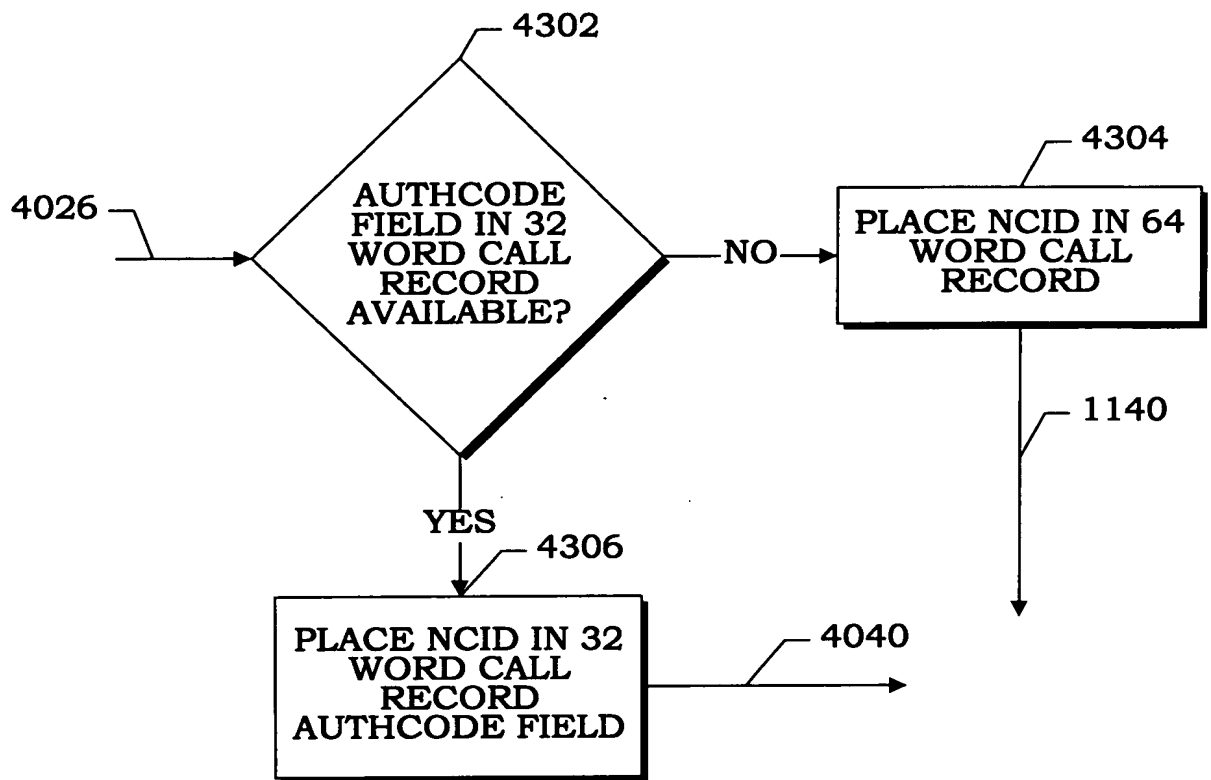 4302
4304
4026
AUTHCODE
FIELD IN 32
WORD CALL
RECORD
AVAILABLE?
NO
PLACE NCID IN 64
WORD CALL
RECORD
1140
YES
4306
PLACE NCID IN 32
WORD CALL
RECORD
AUTHCODE FIELD
4040